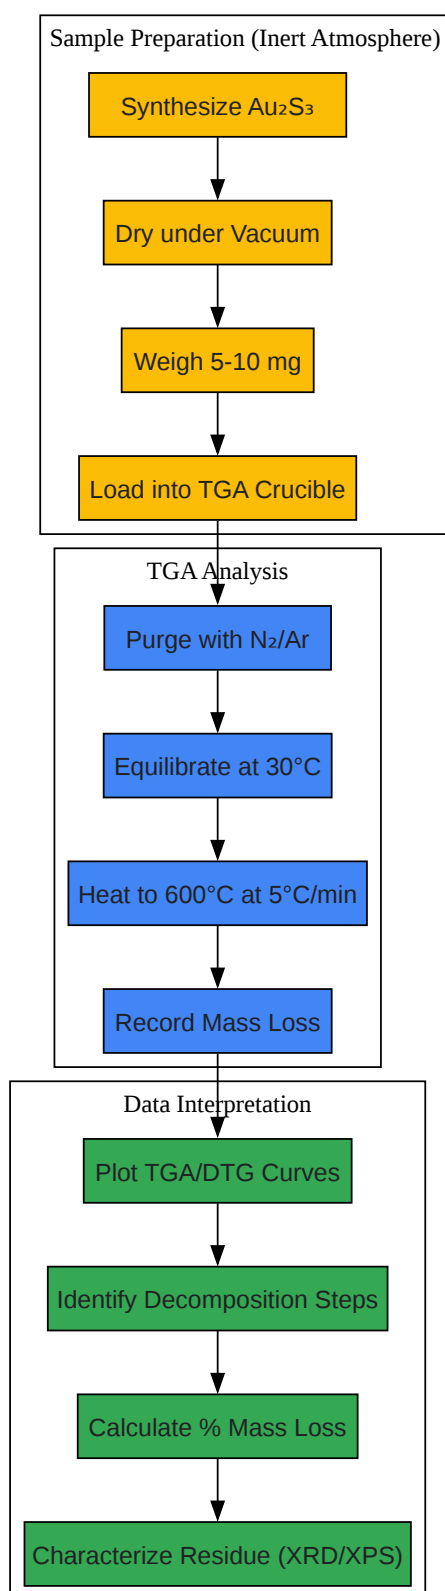 Sample Preparation (Inert Atmosphere)
Synthesize Au₂S₃
Dry under Vacuum
Weigh 5-10 mg
Load into TGA Crucible
TGA Analysis
Purge with N₂/Ar
Equilibrate at 30°C
Heat to 600°C at 5°C/min
Record Mass Loss
Data Interpretation
Plot TGA/DTG Curves
Identify Decomposition Steps
Calculate % Mass Loss
Characterize Residue (XRD/XPS)